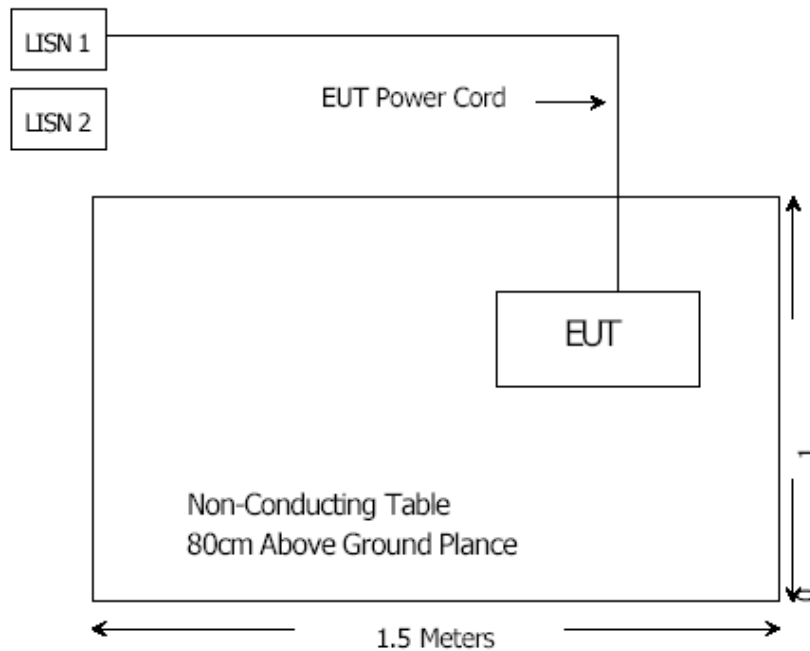 LISN 1
EUT Power Cord
LISN 2
EUT
Non-Conducting Table
80cm Above Ground Plance
1.5 Meters